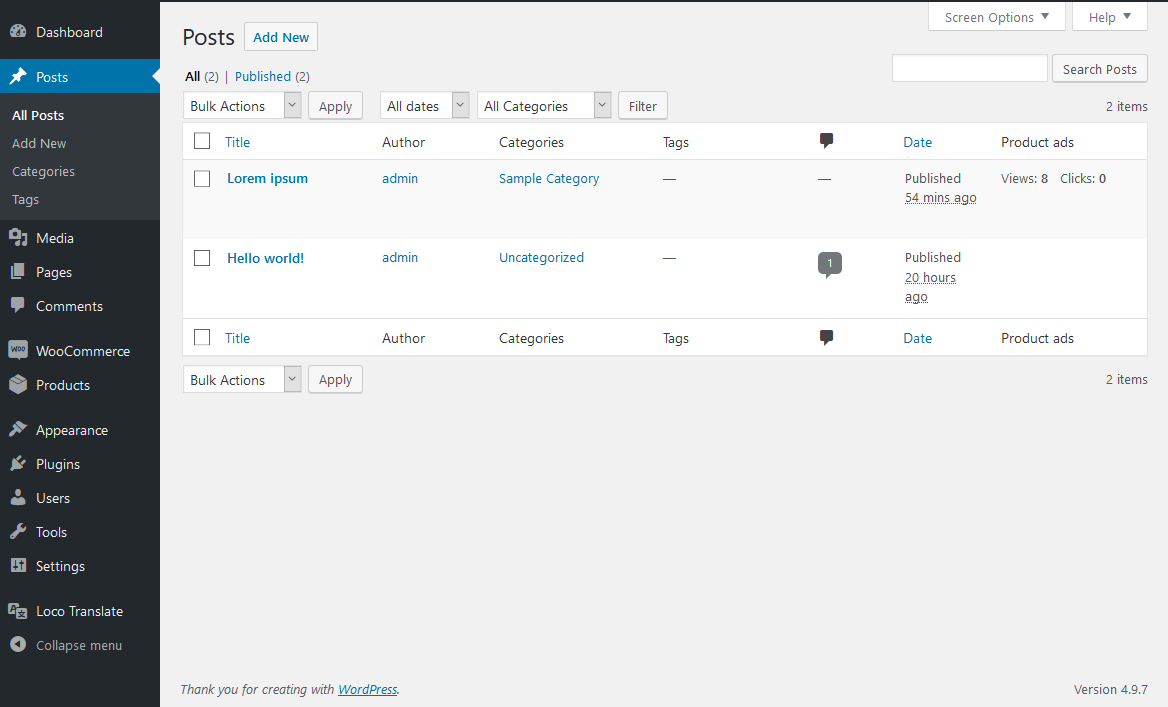 Dashboard
Posts
All Posts
Add New
Categories
Tags
Media
Pages
Comments
WOO WooCommerce
Products
Appearance
Plugins
Users
Tools
Settings
Loco Translate
Collapse menu
Screen Options Help
Posts Add New
All (2) | Published (2)
Search Posts
Bulk Actions Apply All dates All Categories Filter 2 items
Title Author Categories Tags Date Product ads
Lorem ipsum admin Sample Category — — Published Views: 8 Clicks: 0
54 mins ago
Hello world! admin Uncategorized — 1 Published
20 hours
ago
Title Author Categories Tags Date Product ads
Bulk Actions Apply 2 items
Thank you for creating with WordPress. Version 4.9.7